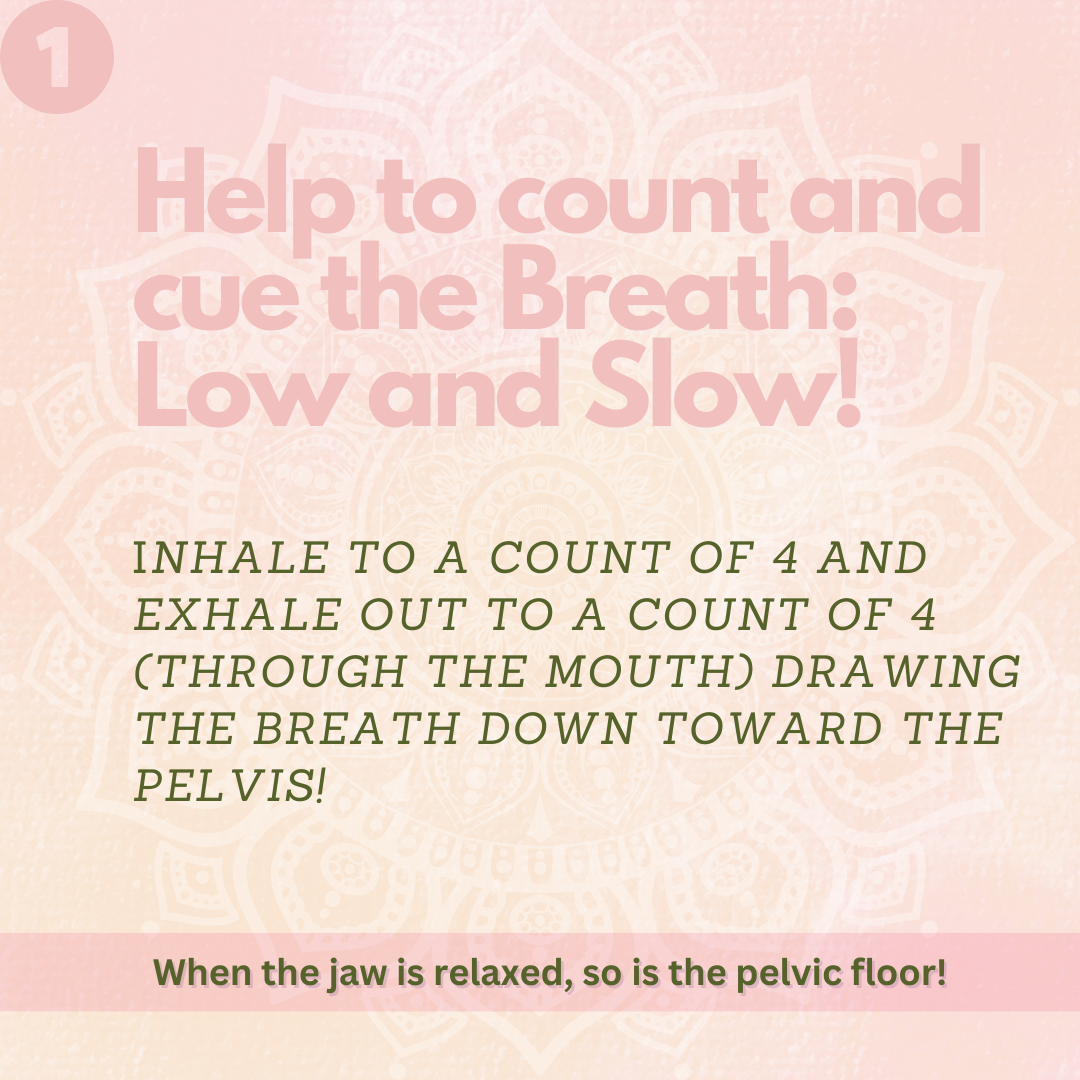 1
Help to count and
cue the Breath:
Low and Slow!
INHALE TO A COUNT OF 4 AND
EXHALE OUT TO A COUNT OF 4
(THROUGH THE MOUTH) DRAWING
THE BREATH DOWN TOWARD THE
PELVIS!
When the jaw is relaxed, so is the pelvic floor!